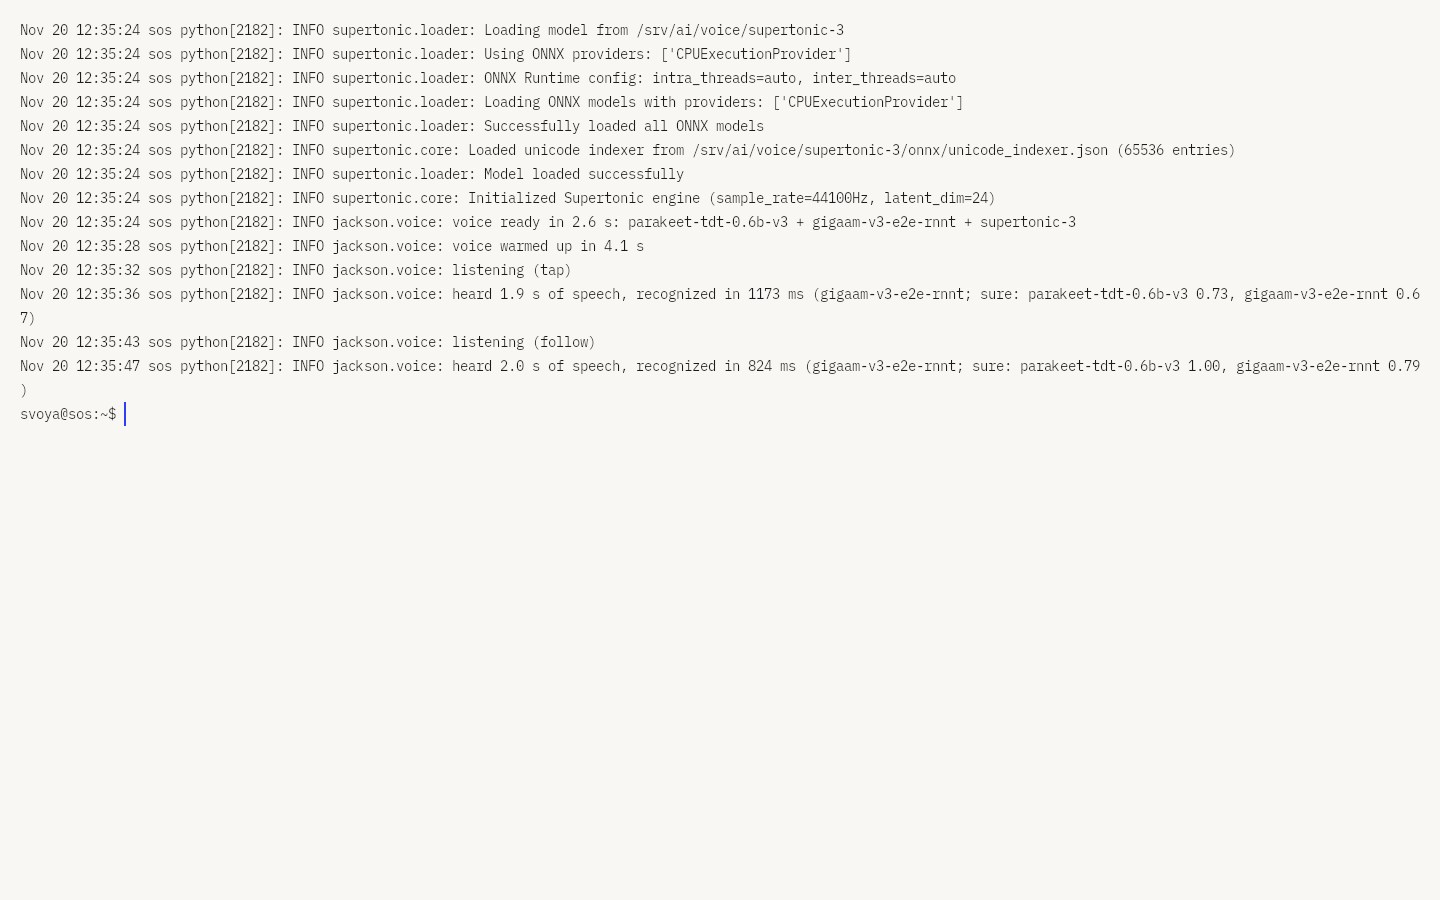 Nov 20 12:35:24 sos python[2182]: INFO supertonic.loader: Loading model from /srv/ai/voice/supertonic-3
Nov 20 12:35:24 sos python[2182]: INFO supertonic.loader: Using ONNX providers: ['CPUExecutionProvider']
Nov 20 12:35:24 sos python[2182]: INFO supertonic.loader: ONNX Runtime config: intra_threads=auto, inter_threads=auto
Nov 20 12:35:24 sos python[2182]: INFO supertonic.loader: Loading ONNX models with providers: ['CPUExecutionProvider']
Nov 20 12:35:24 sos python[2182]: INFO supertonic.loader: Successfully loaded all ONNX models
Nov 20 12:35:24 sos python[2182]: INFO supertonic.core: Loaded unicode indexer from /srv/ai/voice/supertonic-3/onnx/unicode_indexer.json (65536 entries)
Nov 20 12:35:24 sos python[2182]: INFO supertonic.loader: Model loaded successfully
Nov 20 12:35:24 sos python[2182]: INFO supertonic.core: Initialized Supertonic engine (sample_rate=44100Hz, latent_dim=24)
Nov 20 12:35:24 sos python[2182]: INFO jackson.voice: voice ready in 2.6 s: parakeet-tdt-0.6b-v3 + gigaam-v3-e2e-rnnt + supertonic-3
Nov 20 12:35:28 sos python[2182]: INFO jackson.voice: voice warmed up in 4.1 s
Nov 20 12:35:32 sos python[2182]: INFO jackson.voice: listening (tap)
Nov 20 12:35:36 sos python[2182]: INFO jackson.voice: heard 1.9 s of speech, recognized in 1173 ms (gigaam-v3-e2e-rnnt; sure: parakeet-tdt-0.6b-v3 0.73, gigaam-v3-e2e-rnnt 0.6
7)
Nov 20 12:35:43 sos python[2182]: INFO jackson.voice: listening (follow)
Nov 20 12:35:47 sos python[2182]: INFO jackson.voice: heard 2.0 s of speech, recognized in 824 ms (gigaam-v3-e2e-rnnt; sure: parakeet-tdt-0.6b-v3 1.00, gigaam-v3-e2e-rnnt 0.79
)
svoya@sos:~$